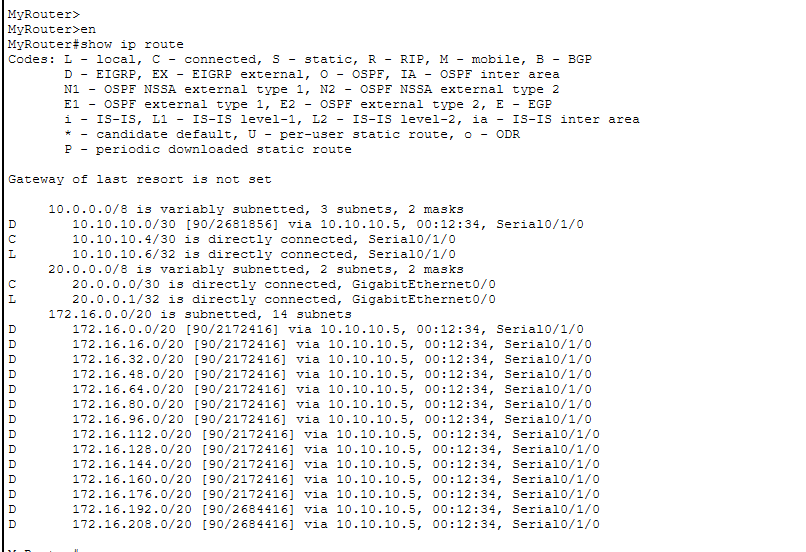 MyRouter>
MyRouter>en
MyRouter#show ip route
Codes: L - local, C - connected, S - static, R - RIP, M - mobile, B - BGP
D - EIGRP, EX - EIGRP external, O - OSPF, IA - OSPF inter area
N1 - OSPF NSSA external type 1, N2 - OSPF NSSA external type 2
E1 - OSPF external type 1, E2 - OSPF external type 2, E - EGP
i - IS-IS, L1 - IS-IS level-1, L2 - IS-IS level-2, ia - IS-IS inter area
* - candidate default, U - per-user static route, o - ODR
P - periodic downloaded static route
Gateway of last resort is not set
10.0.0.0/8 is variably subnetted, 3 subnets, 2 masks
D 10.10.10.0/30 [90/2681856] via 10.10.10.5, 00:12:34, Serial0/1/0
C 10.10.10.4/30 is directly connected, Serial0/1/0
L 10.10.10.6/32 is directly connected, Serial0/1/0
20.0.0.0/8 is variably subnetted, 2 subnets, 2 masks
C 20.0.0.0/30 is directly connected, GigabitEthernet0/0
L 20.0.0.1/32 is directly connected, GigabitEthernet0/0
172.16.0.0/20 is subnetted, 14 subnets
D 172.16.0.0/20 [90/2172416] via 10.10.10.5, 00:12:34, Serial0/1/0
D 172.16.16.0/20 [90/2172416] via 10.10.10.5, 00:12:34, Serial0/1/0
D 172.16.32.0/20 [90/2172416] via 10.10.10.5, 00:12:34, Serial0/1/0
D 172.16.48.0/20 [90/2172416] via 10.10.10.5, 00:12:34, Serial0/1/0
D 172.16.64.0/20 [90/2172416] via 10.10.10.5, 00:12:34, Serial0/1/0
D 172.16.80.0/20 [90/2172416] via 10.10.10.5, 00:12:34, Serial0/1/0
D 172.16.96.0/20 [90/2172416] via 10.10.10.5, 00:12:34, Serial0/1/0
D 172.16.112.0/20 [90/2172416] via 10.10.10.5, 00:12:34, Serial0/1/0
D 172.16.128.0/20 [90/2172416] via 10.10.10.5, 00:12:34, Serial0/1/0
D 172.16.144.0/20 [90/2172416] via 10.10.10.5, 00:12:34, Serial0/1/0
D 172.16.160.0/20 [90/2172416] via 10.10.10.5, 00:12:34, Serial0/1/0
D 172.16.176.0/20 [90/2172416] via 10.10.10.5, 00:12:34, Serial0/1/0
D 172.16.192.0/20 [90/2684416] via 10.10.10.5, 00:12:34, Serial0/1/0
D 172.16.208.0/20 [90/2684416] via 10.10.10.5, 00:12:34, Serial0/1/0